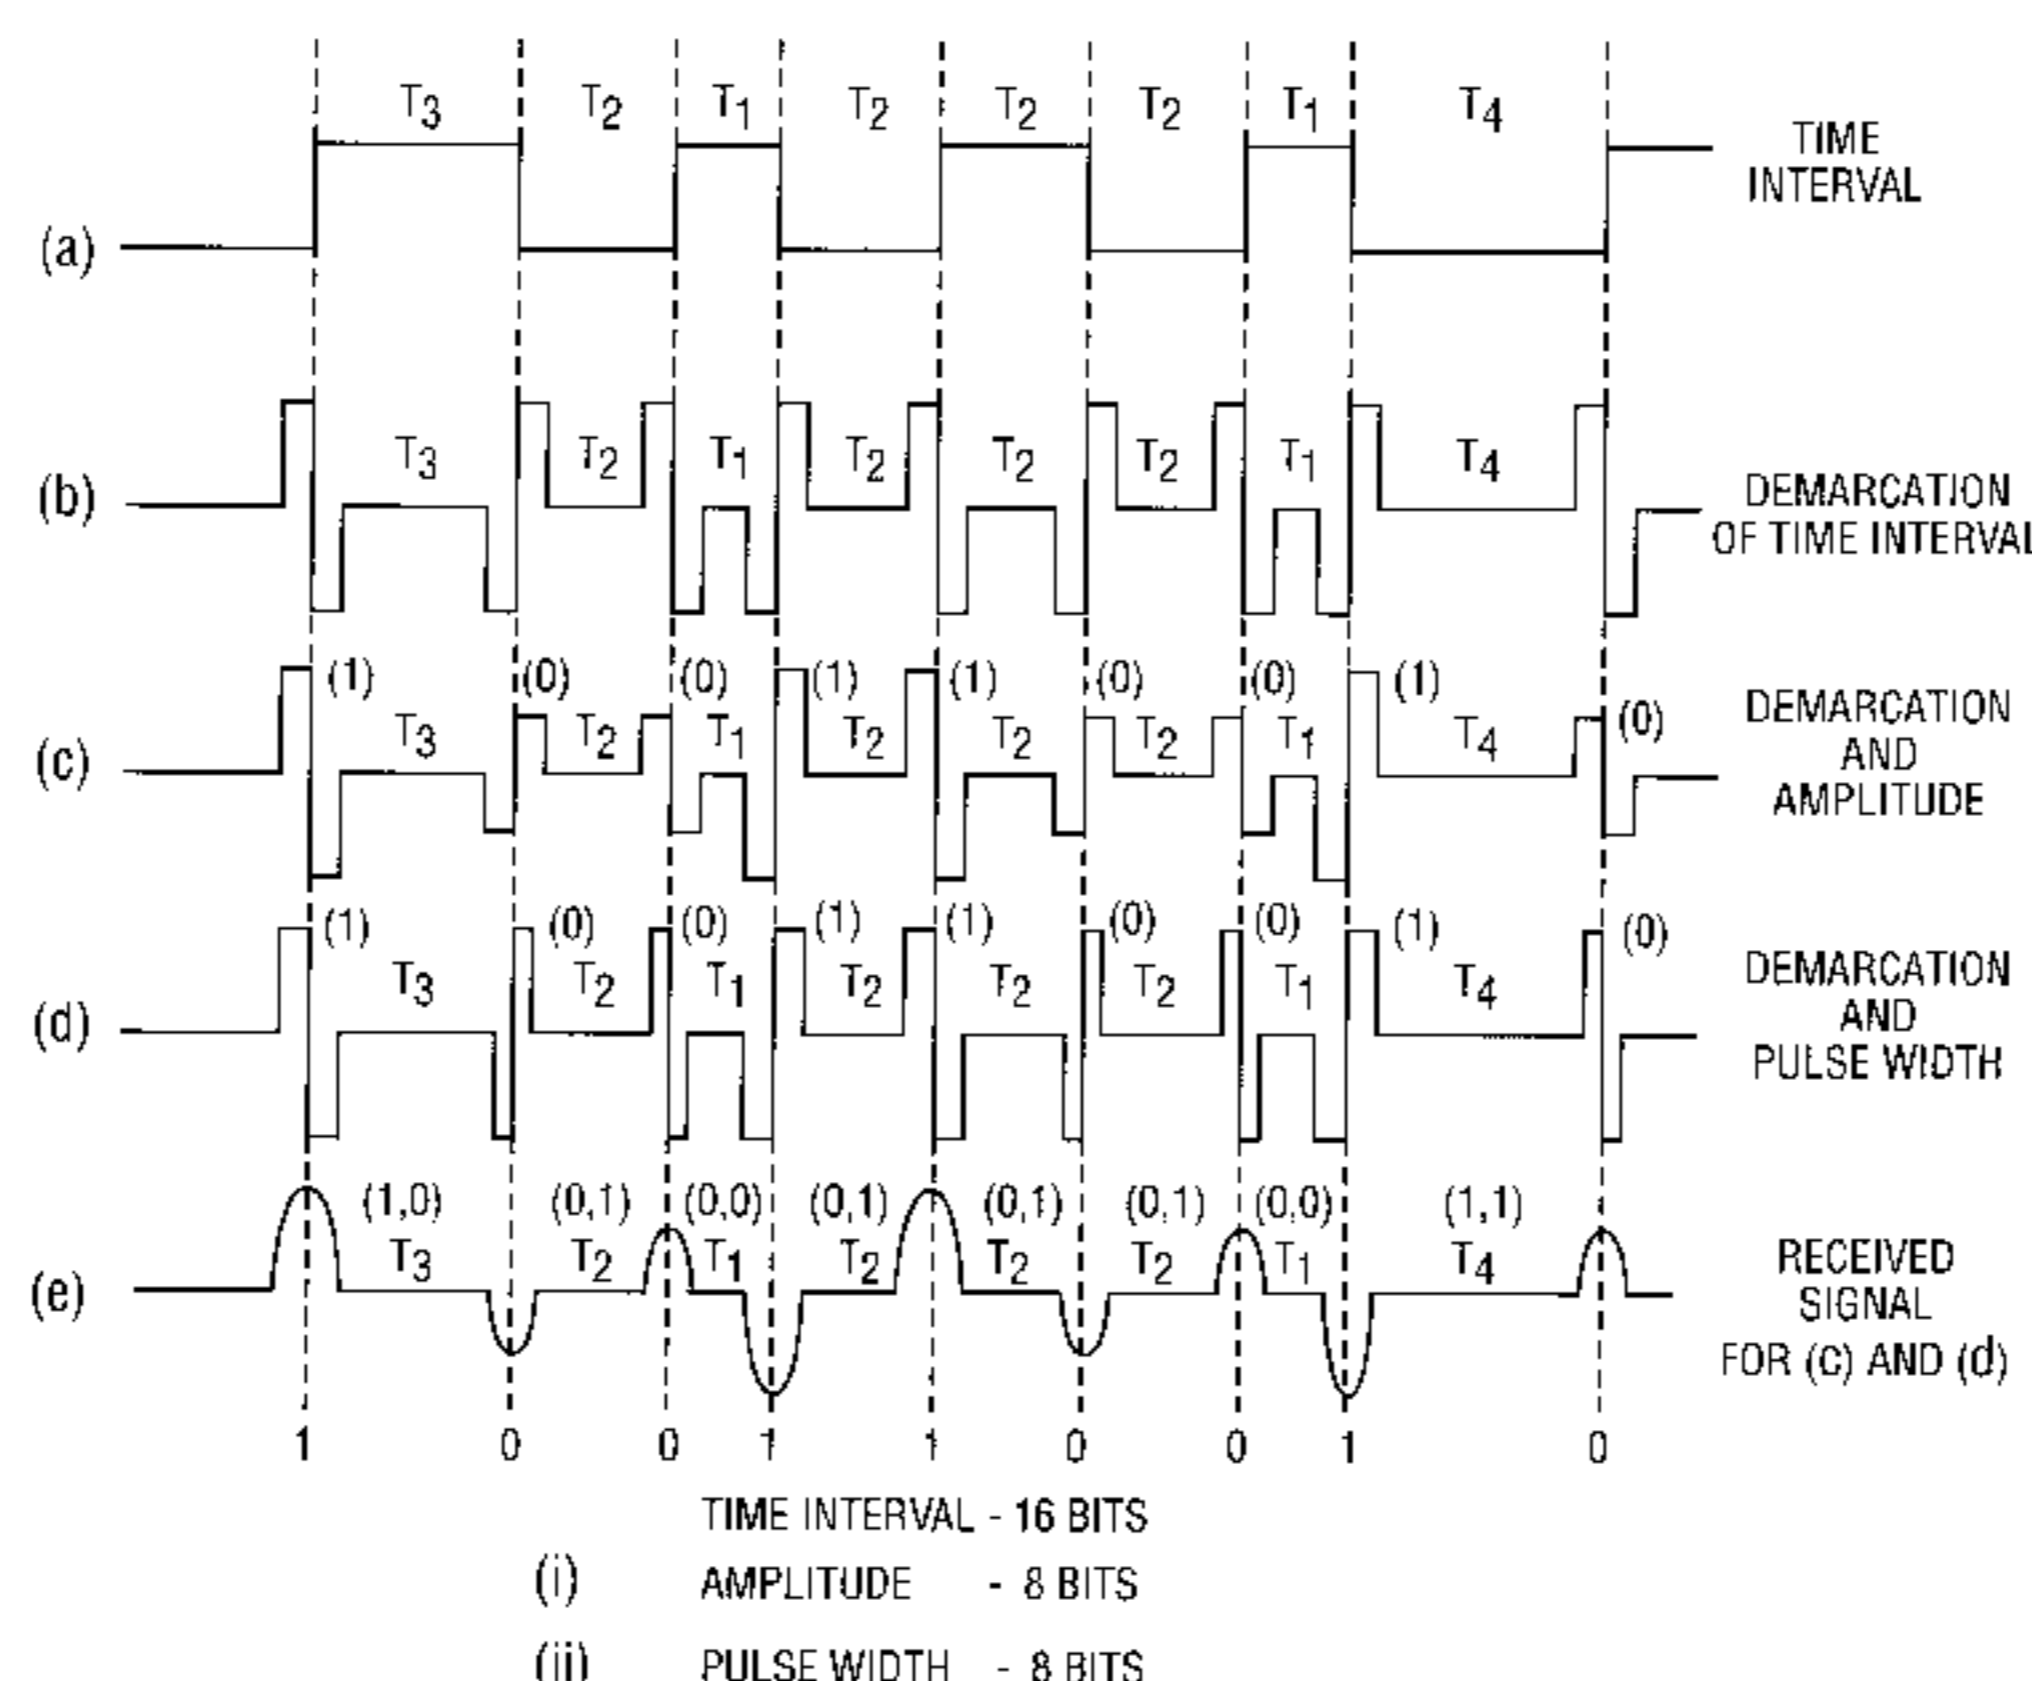 T3 T2 T1 T2 T2 T2 T1 T4
TIME
INTERVAL
(a)
T3 T2 T1 T2 T2 T2 T1 T4
(b)
DEMARCATION
OF TIME INTERVAL
(1) (0) (0) (1) (1) (0) (0) (1) (0)
T3 T2 T1 T2 T2 T2 T1 T4
(c)
DEMARCATION
AND
AMPLITUDE
(1) (0) (0) (1) (1) (0) (0) (1) (0)
T3 T2 T1 T2 T2 T2 T1 T4
(d)
DEMARCATION
AND
PULSE WIDTH
(1,0) (0,1) (0,0) (0,1) (0,1) (0,1) (0,0) (1,1)
T3 T2 T1 T2 T2 T2 T1 T4
(e)
RECEIVED
SIGNAL
FOR (c) AND (d)
1 0 0 1 1 0 0 1 0
TIME INTERVAL - 16 BITS
(i) AMPLITUDE - 8 BITS
(ii) PULSE WIDTH - 8 BITS